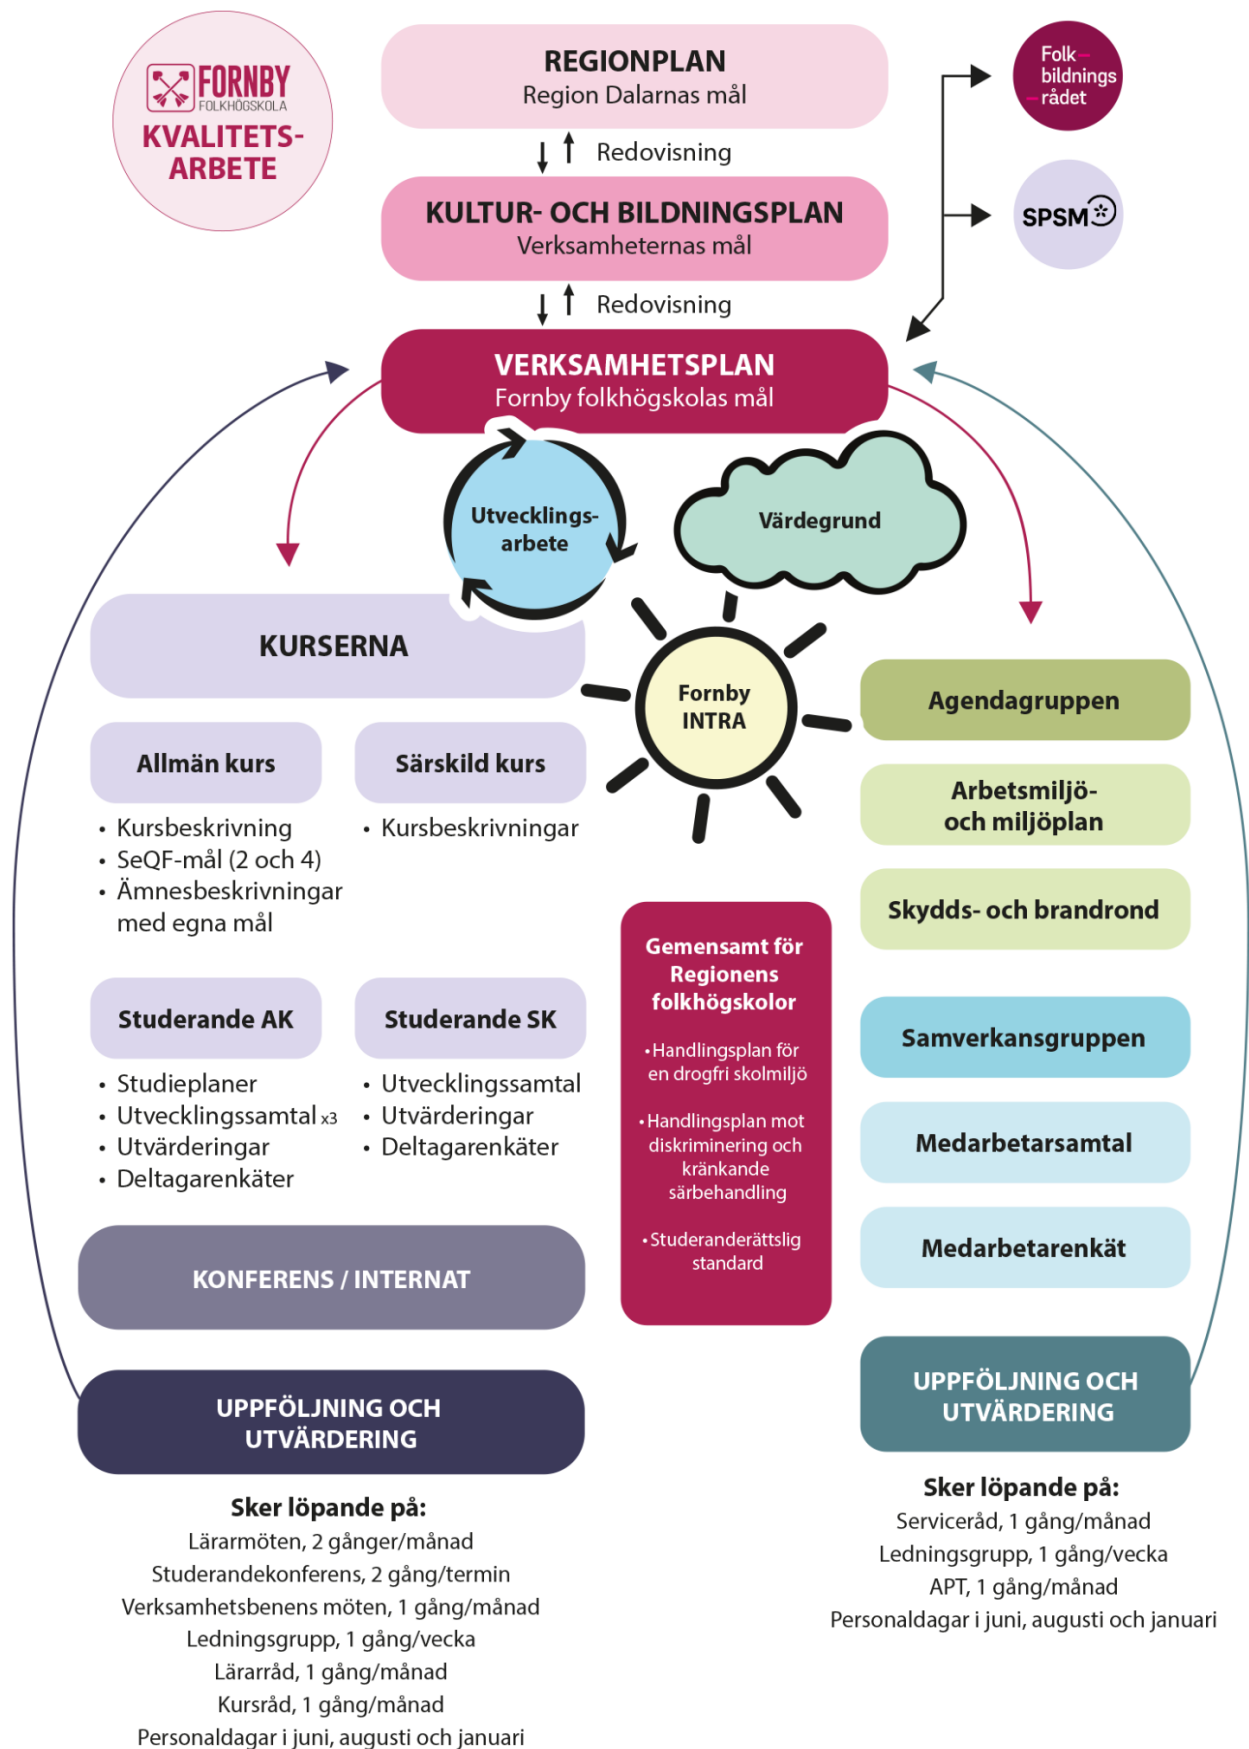 FORNBY
FOLKHÖGSKOLA
KVALITETS-
ARBETE
REGIONPLAN
Region Dalarnas mål
Redovisning
KULTUR- OCH BILDNINGSPLAN
Verksamheternas mål
Redovisning
VERKSAMHETSPLAN
Fornby folkhögskolas mål
Folk
bildnings
rådet
SPSM
Utvecklings-
arbete
Värdegrund
Fornby
INTRA
KURSERNA
Allmän kurs
• Kursbeskrivning
• SeQF-mål (2 och 4)
• Ämnesbeskrivningar
med egna mål
Särskild kurs
• Kursbeskrivningar
Studerande AK
• Studieplaner
• Utvecklingssamtal x3
• Utvärderingar
• Deltagarenkäter
Studerande SK
• Utvecklingssamtal
• Utvärderingar
• Deltagarenkäter
KONFERENS / INTERNAT
UPPFÖLJNING OCH
UTVÄRDERING
Sker löpande på:
Lärarmöten, 2 gånger/månad
Studerandekonferens, 2 gång/termin
Verksamhetsbenens möten, 1 gång/månad
Ledningsgrupp, 1 gång/vecka
Lärarråd, 1 gång/månad
Kursråd, 1 gång/månad
Personaldagar i juni, augusti och januari
Gemensamt för
Regionens
folkhögskolor
• Handlingsplan för
en drogfri skolmiljö
• Handlingsplan mot
diskriminering och
kränkande
särbehandling
• Studeranderättslig
standard
Agendagruppen
Arbetsmiljö-
och miljöplan
Skydds- och brandrond
Samverkansgruppen
Medarbetarsamtal
Medarbetarenkät
UPPFÖLJNING OCH
UTVÄRDERING
Sker löpande på:
Serviceråd, 1 gång/månad
Ledningsgrupp, 1 gång/vecka
APT, 1 gång/månad
Personaldagar i juni, augusti och januari